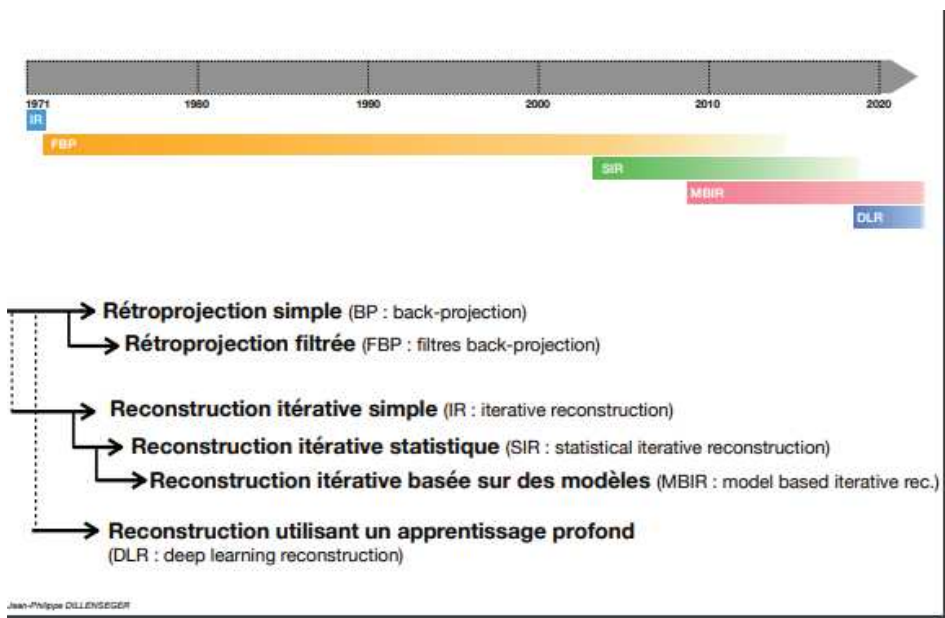 1971 1980 1990 2000 2010 2020
IR
FBP
SIR
MBIR
DLR
Rétroprojection simple (BP : back-projection)
Rétroprojection filtrée (FBP : filtres back-projection)
Reconstruction itérative simple (IR : iterative reconstruction)
Reconstruction itérative statistique (SIR : statistical iterative reconstruction)
Reconstruction itérative basée sur des modèles (MBIR : model based iterative rec.)
Reconstruction utilisant un apprentissage profond
(DLR : deep learning reconstruction)
Jean-Philippe DILLENSEGER